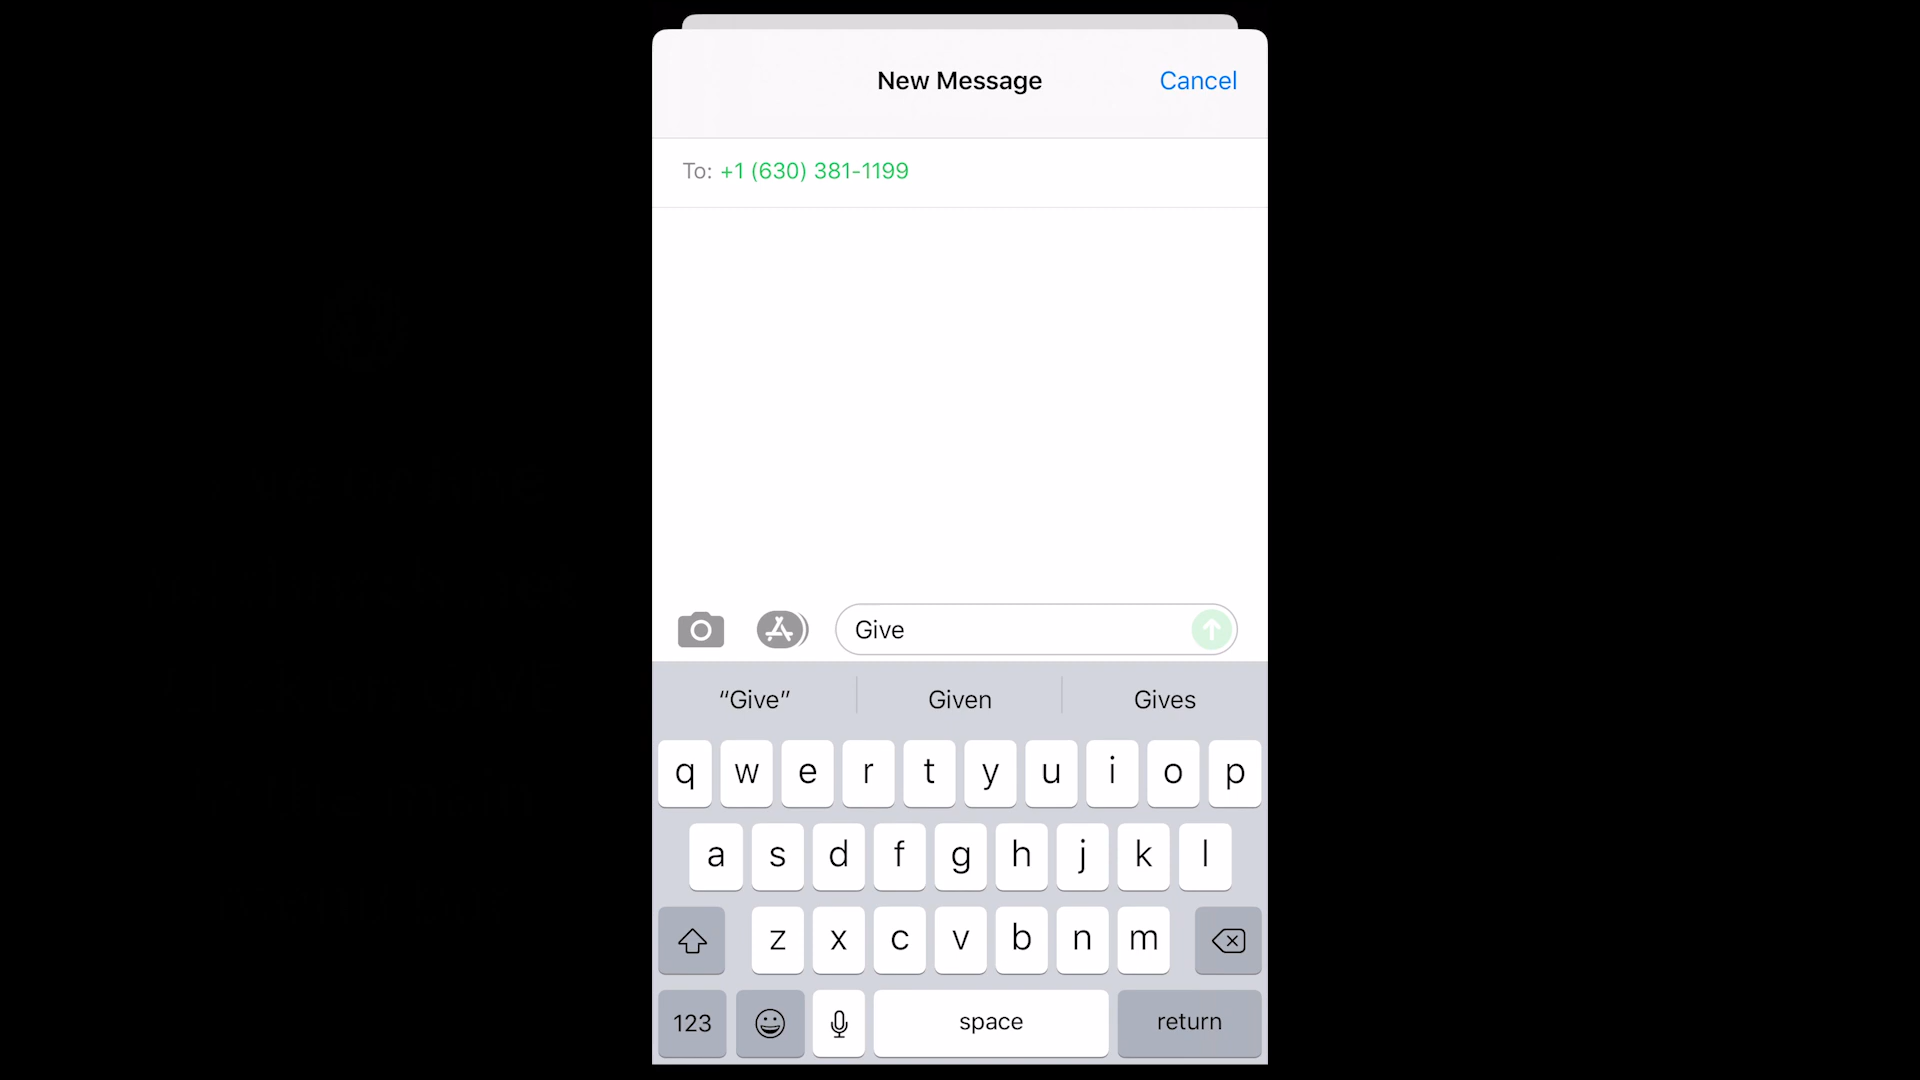 New Message
Cancel
To: +1 (630) 381-1199
Give
“Give” Given Gives
q w e r t y u i o p
a s d f g h j k l
z x c v b n m
123 space return